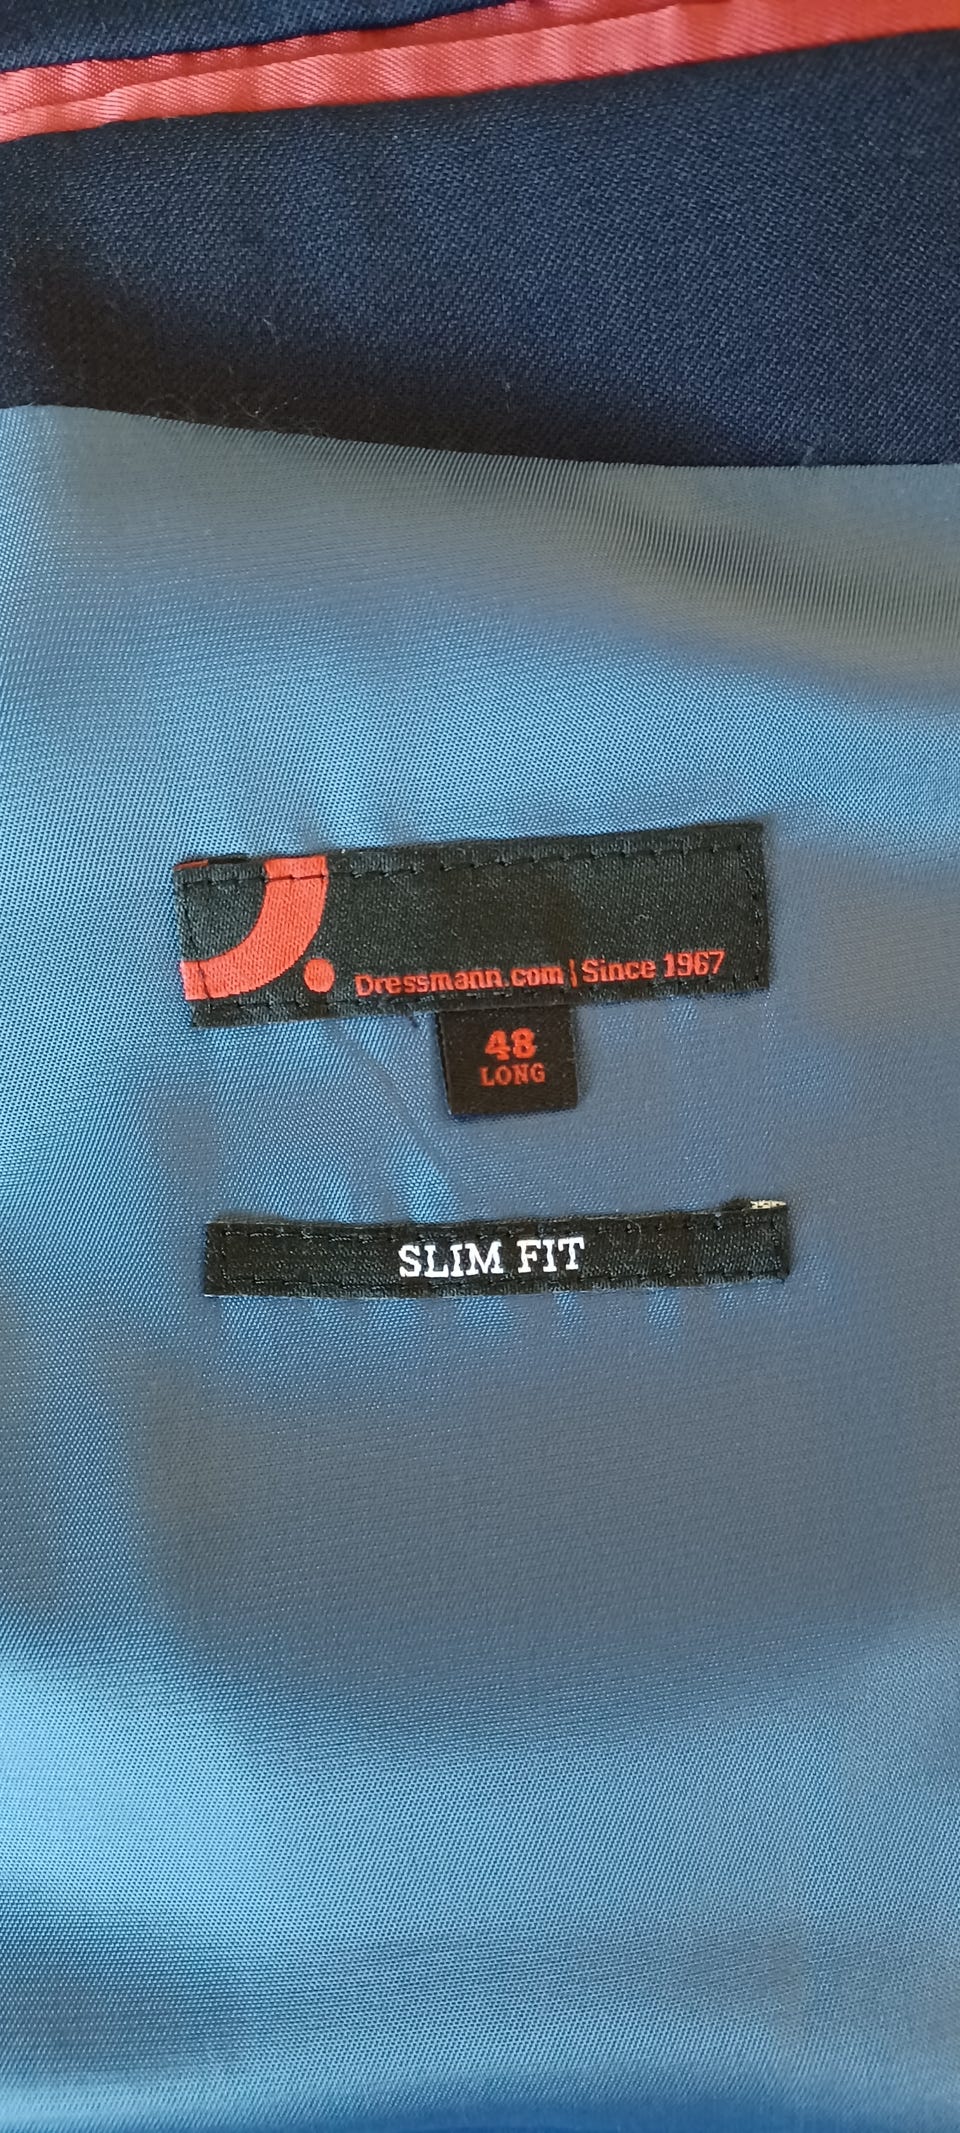 Dressmann.com | Since 1967
48
LONG
SLIM FIT